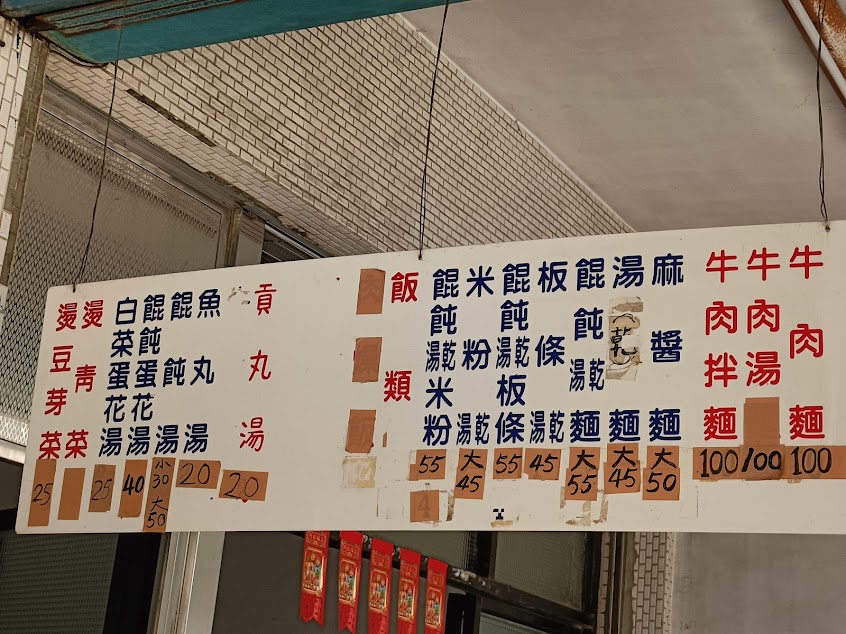 牛肉麵 100
牛肉湯麵 100
牛肉拌麵 100
麻醬麵 大50
湯乾麵 大45
餛飩湯乾麵 大55
板條湯乾 45
餛飩湯乾板條 55
米粉湯乾 大45
餛飩湯乾米粉 55
飯類
貢丸湯 20
魚丸湯 20
餛飩湯 小30大50
餛飩蛋花湯 40
白菜蛋花湯 25
燙青菜
燙豆芽菜 25